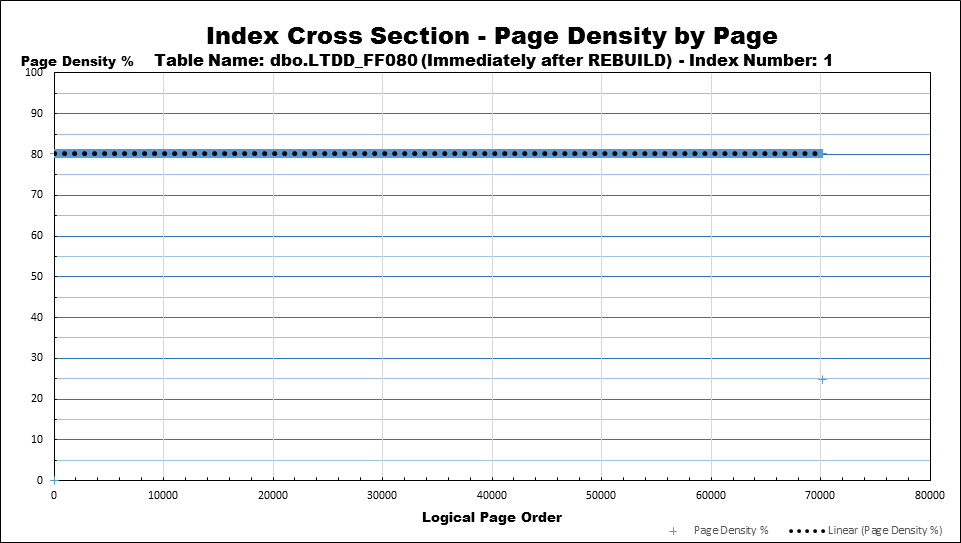 Index Cross Section - Page Density by Page
Page Density % Table Name: dbo.LTDD_FF080 (Immediately after REBUILD) - Index Number: 1
100
90
80
70
60
50
40
30
20
10
0
0 10000 20000 30000 40000 50000 60000 70000 80000
Logical Page Order
Page Density % Linear (Page Density %)